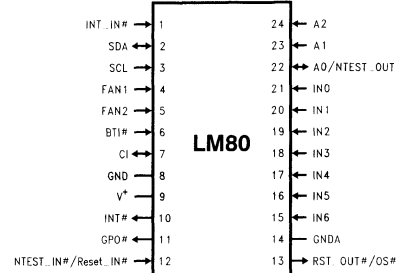 INT_IN# 1 24 A2
SDA 2 23 A1
SCL 3 22 A0/NTEST_OUT
FAN1 4 21 IN0
FAN2 5 20 IN1
BTI# 6 19 IN2
LM80
CI 7 18 IN3
GND 8 17 IN4
V+ 9 16 IN5
INT# 10 15 IN6
GPO# 11 14 GNDA
NTEST_IN#/Reset_IN# 12 13 RST_OUT#/OS#